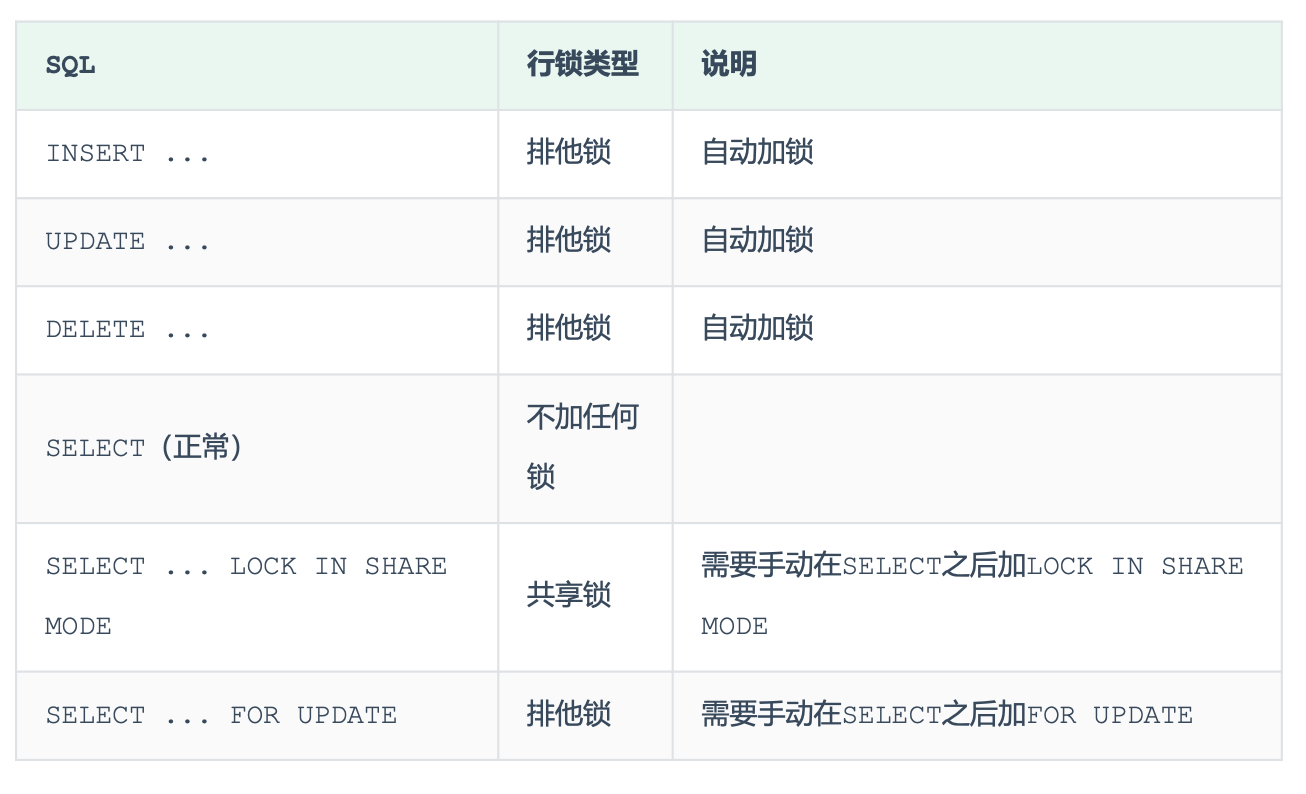 SQL 行锁类型 说明
INSERT ... 排他锁 自动加锁
UPDATE ... 排他锁 自动加锁
DELETE ... 排他锁 自动加锁
SELECT（正常） 不加任何
锁
SELECT ... LOCK IN SHARE
MODE
共享锁
需要手动在SELECT之后加LOCK IN SHARE
MODE
SELECT ... FOR UPDATE 排他锁 需要手动在SELECT之后加FOR UPDATE